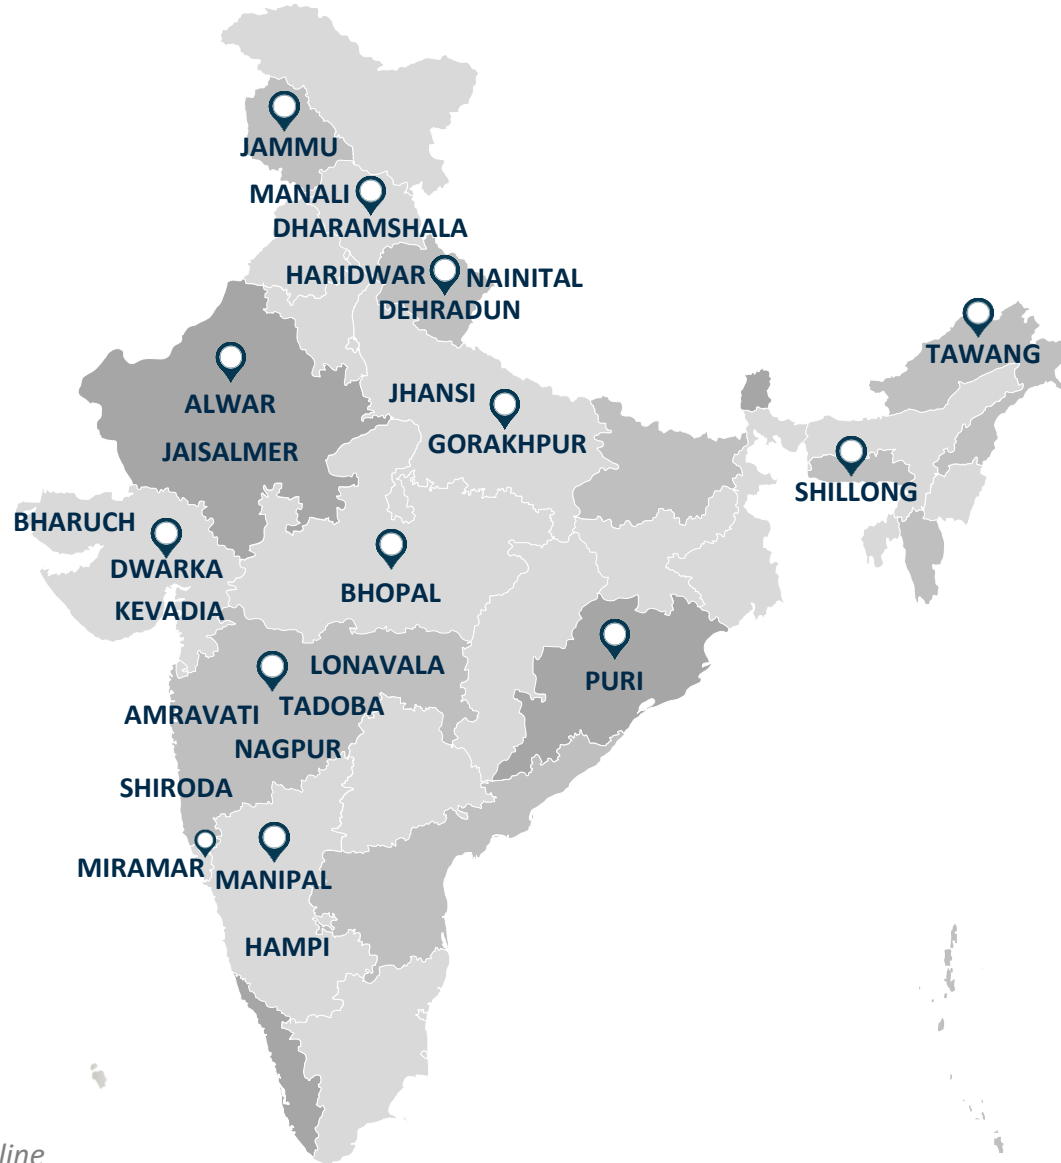 JAMMU
MANALI
DHARAMSHALA
HARIDWAR NAINITAL
DEHRADUN
TAWANG
JHANSI
ALWAR
GORAKHPUR
JAISALMER
SHILLONG
BHARUCH
DWARKA
BHOPAL
KEVADIA
LONAVALA
PURI
TADOBA
AMRAVATI
NAGPUR
SHIRODA
MIRAMAR
MANIPAL
HAMPI
line